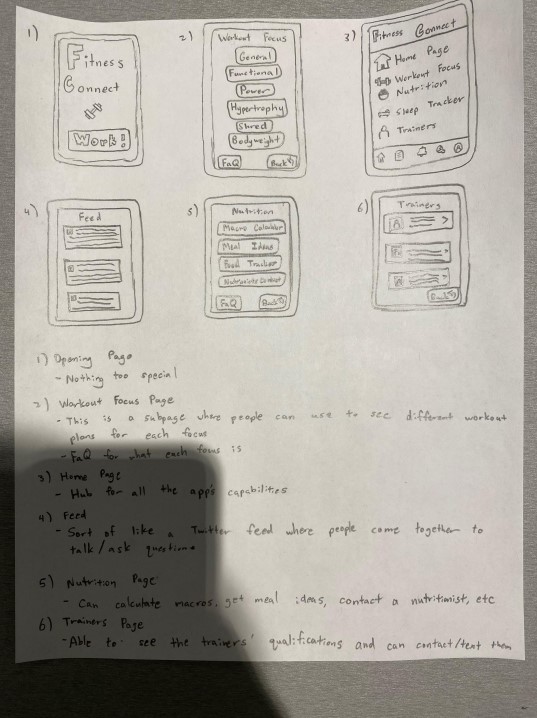 1)
Fitness
Connect
Work!
2)
Workout Focus
General
Functional
Power
Hypertrophy
Shred
Bodyweight
FaQ
Back
3)
Fitness Connect
Home Page
Workout Focus
Nutrition
Sleep Tracker
Trainers
4)
Feed
5)
Nutrition
Macro Calculator
Meal Ideas
Food Tracker
FaQ
Back
6)
Trainers
Back
1) Opening Page
- Nothing too special
2) Workout Focus Page
- This is a subpage where people can use to see different workout
plans for each focus
- FaQ for what each focus is
3) Home Page
- Hub for all the app's capabilities
4) Feed
- Sort of like a Twitter feed where people come together to
talk/ask questions
5) Nutrition Page
- Can calculate macros, get meal ideas, contact a nutritionist, etc
6) Trainers Page
- Able to see the trainers' qualifications and can contact/text them